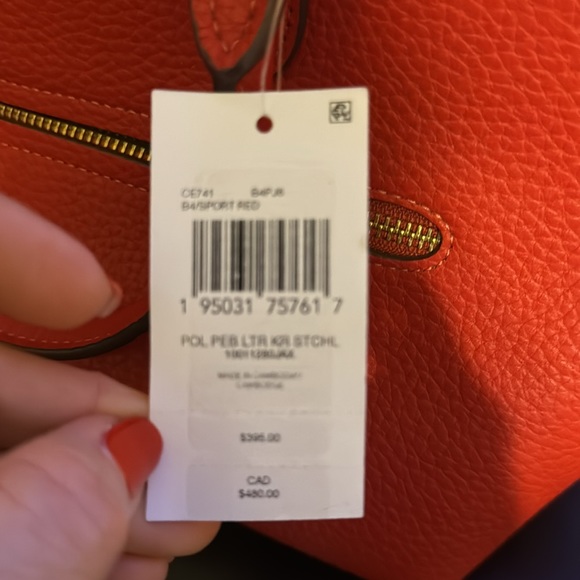 CE741 B4PJ8
B4/SPORT RED
1 95031 75761 7
POL PEB LTR KR STCHL
MADE IN CAMBODIA
$395.00
CAD
$480.00